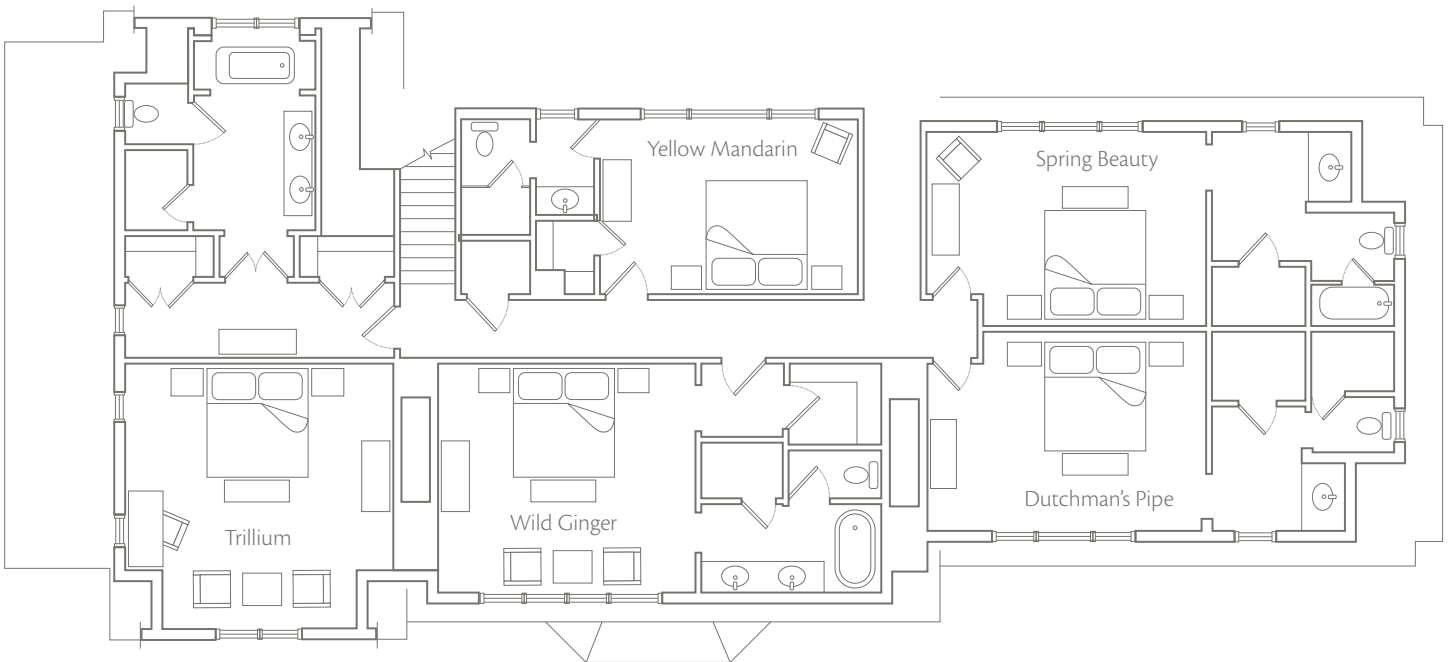 Yellow Mandarin
Spring Beauty
Trillium
Wild Ginger
Dutchman's Pipe